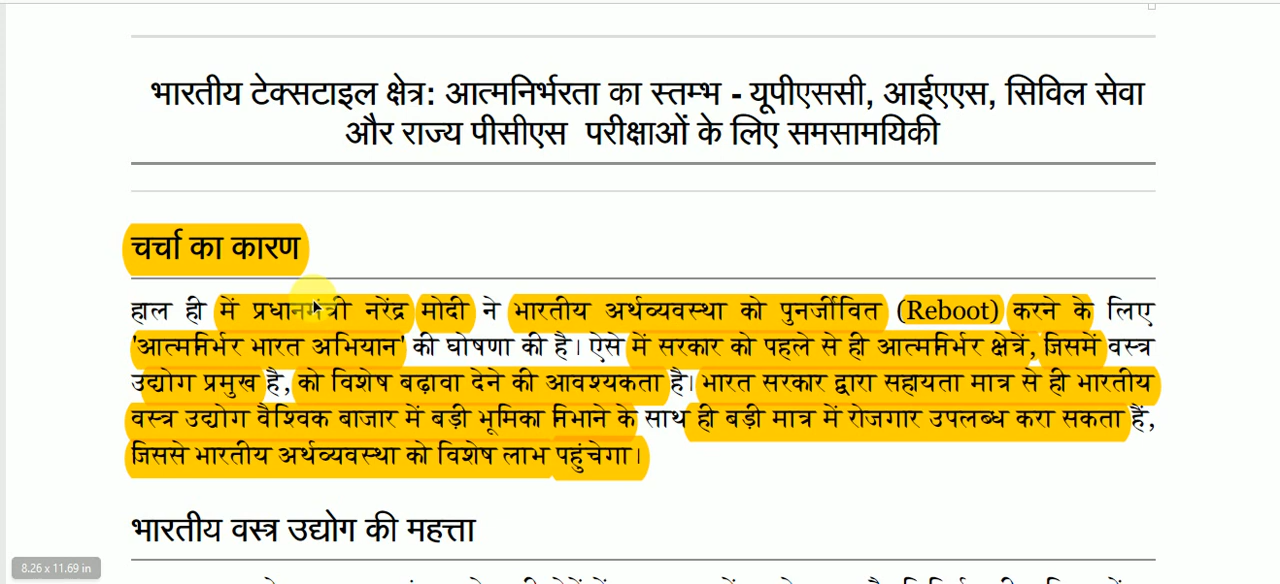 भारतीय टेक्सटाइल क्षेत्र: आत्मनिर्भरता का स्तम्भ - यूपीएससी, आईएएस, सिविल सेवा
और राज्य पीसीएस परीक्षाओं के लिए समसामयिकी
चर्चा का कारण
हाल ही में प्रधानमंत्री नरेंद्र मोदी ने भारतीय अर्थव्यवस्था को पुनर्जीवित (Reboot) करने के लिए
'आत्मनिर्भर भारत अभियान' की घोषणा की है। ऐसे में सरकार को पहले से ही आत्मनिर्भर क्षेत्रें, जिसमें वस्त्र
उद्योग प्रमुख है, को विशेष बढ़ावा देने की आवश्यकता है। भारत सरकार द्वारा सहायता मात्र से ही भारतीय
वस्त्र उद्योग वैश्विक बाजार में बड़ी भूमिका निभाने के साथ ही बड़ी मात्र में रोजगार उपलब्ध करा सकता हैं,
जिससे भारतीय अर्थव्यवस्था को विशेष लाभ पहुंचेगा।
भारतीय वस्त्र उद्योग की महत्ता
8.26 x 11.69 in